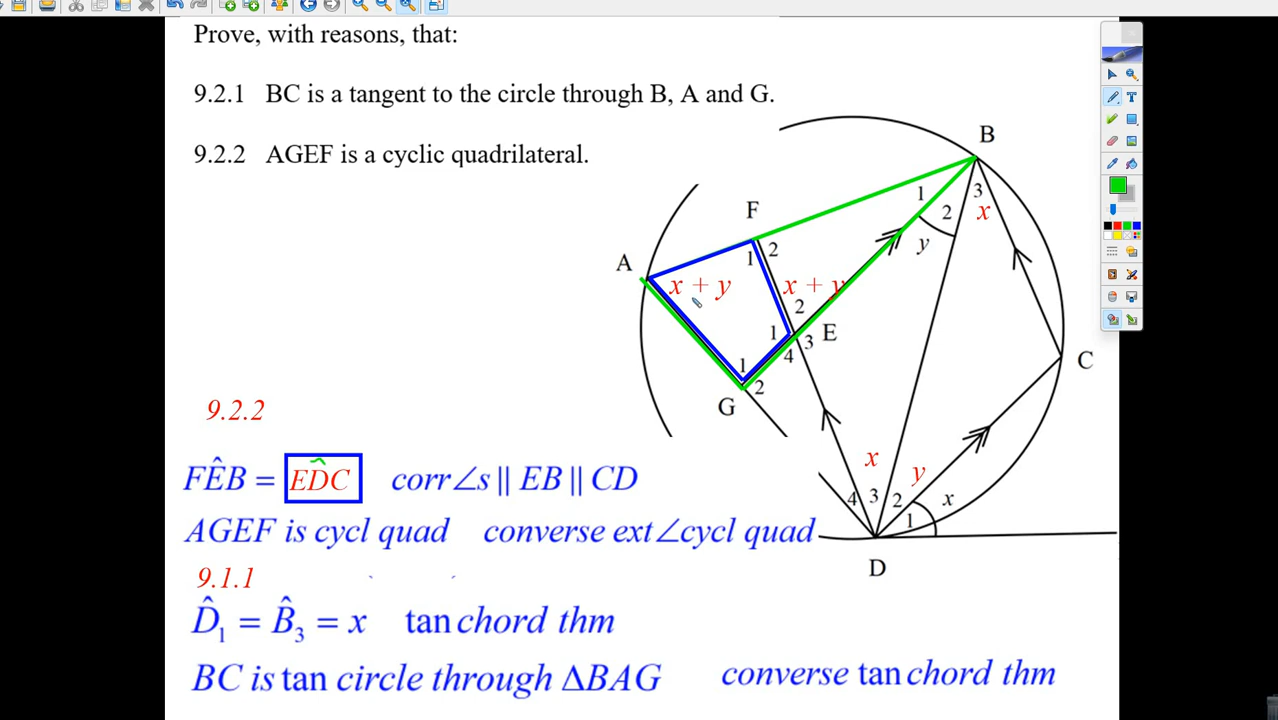 Prove, with reasons, that:
9.2.1 BC is a tangent to the circle through B, A and G.
9.2.2 AGEF is a cyclic quadrilateral.
B
1
3
2
x
F
y
2
1
A
x + y
x + y
2
1
E
3
4
C
1
2
G
9.2.2
x
y
FÊB = ED̂C corr∠s || EB || CD
4
3
2
x
1
AGEF is cycl quad converse ext∠cycl quad
D
9.1.1
D̂₁ = B̂₃ = x tan chord thm
BC is tan circle through ΔBAG converse tan chord thm